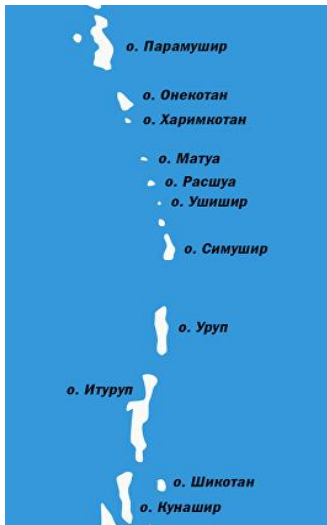 о. Парамушир
о. Онекотан
о. Харимкотан
о. Матуа
о. Расшуа
о. Ушишир
о. Симушир
о. Уруп
о. Итуруп
о. Шикотан
о. Кунашир